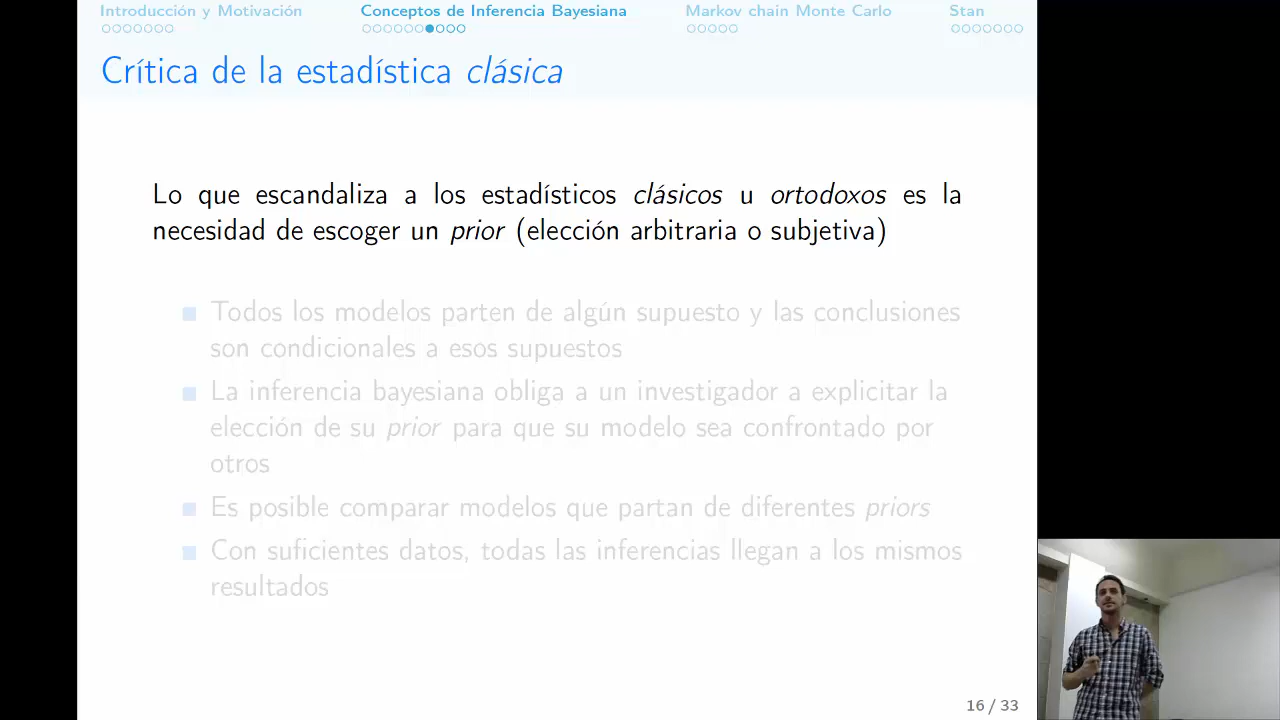 Introducción y Motivación
Conceptos de Inferencia Bayesiana
Markov chain Monte Carlo
Stan
Crítica de la estadística clásica
Lo que escandaliza a los estadísticos clásicos u ortodoxos es la
necesidad de escoger un prior (elección arbitraria o subjetiva)
Todos los modelos parten de algún supuesto y las conclusiones
son condicionales a esos supuestos
La inferencia bayesiana obliga a un investigador a explicitar la
elección de su prior para que su modelo sea confrontado por
otros
Es posible comparar modelos que partan de diferentes priors
Con suficientes datos, todas las inferencias llegan a los mismos
resultados
16 / 33